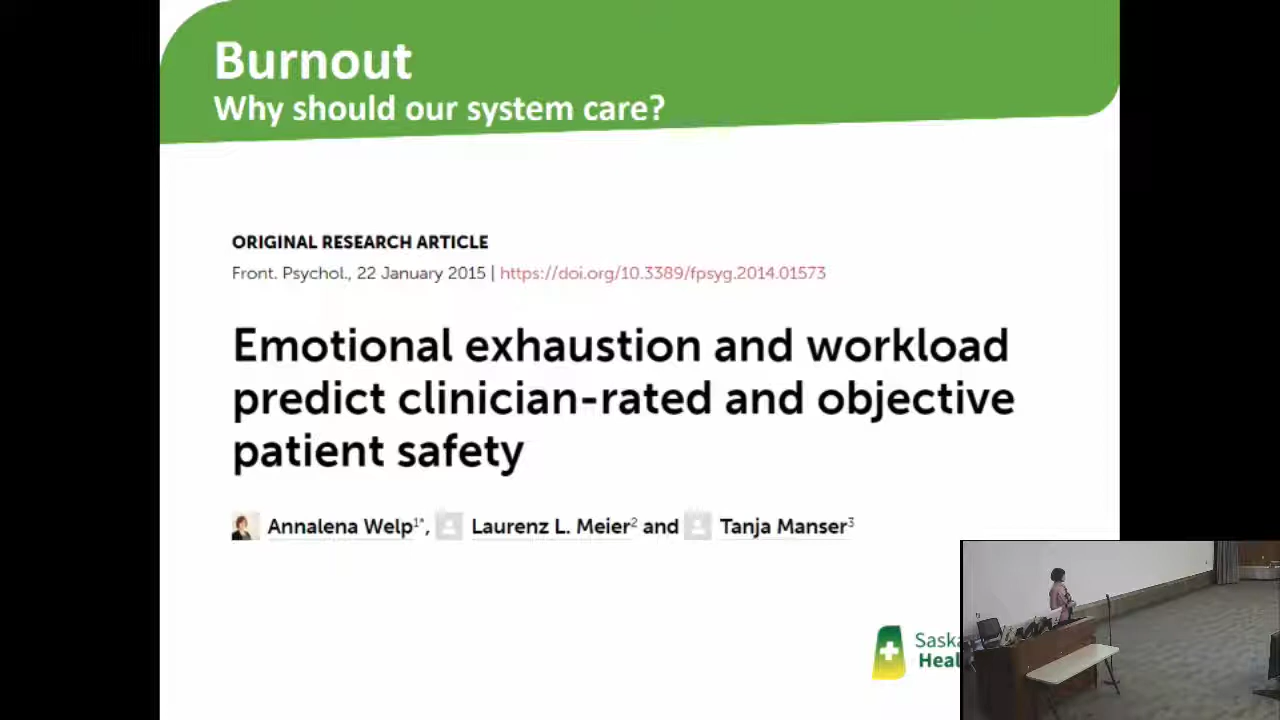 Burnout
Why should our system care?
ORIGINAL RESEARCH ARTICLE
Front. Psychol., 22 January 2015 | https://doi.org/10.3389/fpsyg.2014.01573
Emotional exhaustion and workload
predict clinician-rated and objective
patient safety
Annalena Welp1*, Laurenz L. Meier2 and Tanja Manser3